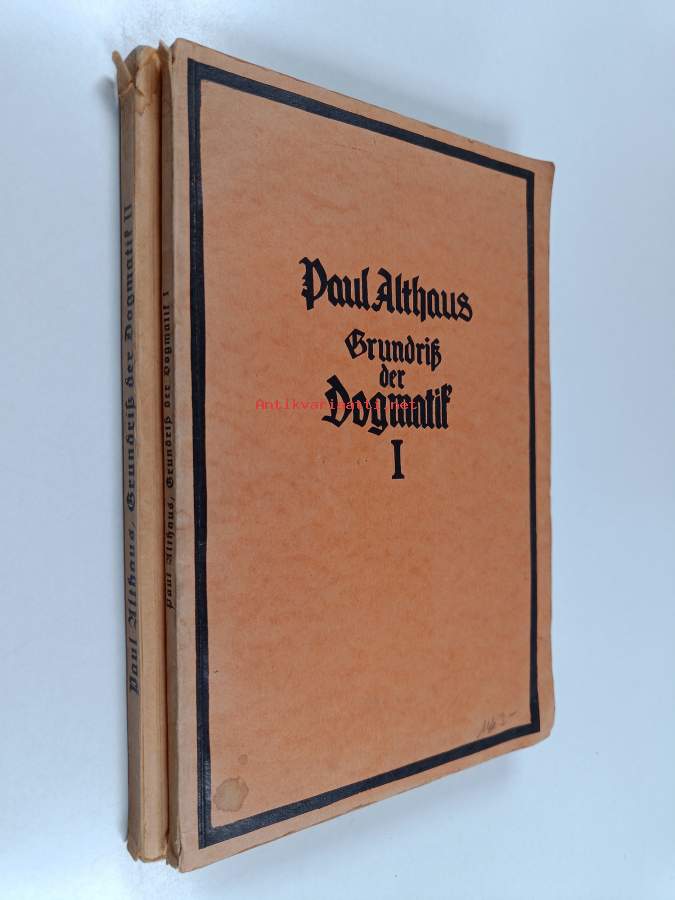 Paul Althaus
Grundriß
der
Dogmatik
I
Antikvariaatti.net
Paul Althaus, Grundriß der Dogmatik I
Paul Althaus, Grundriß der Dogmatik II